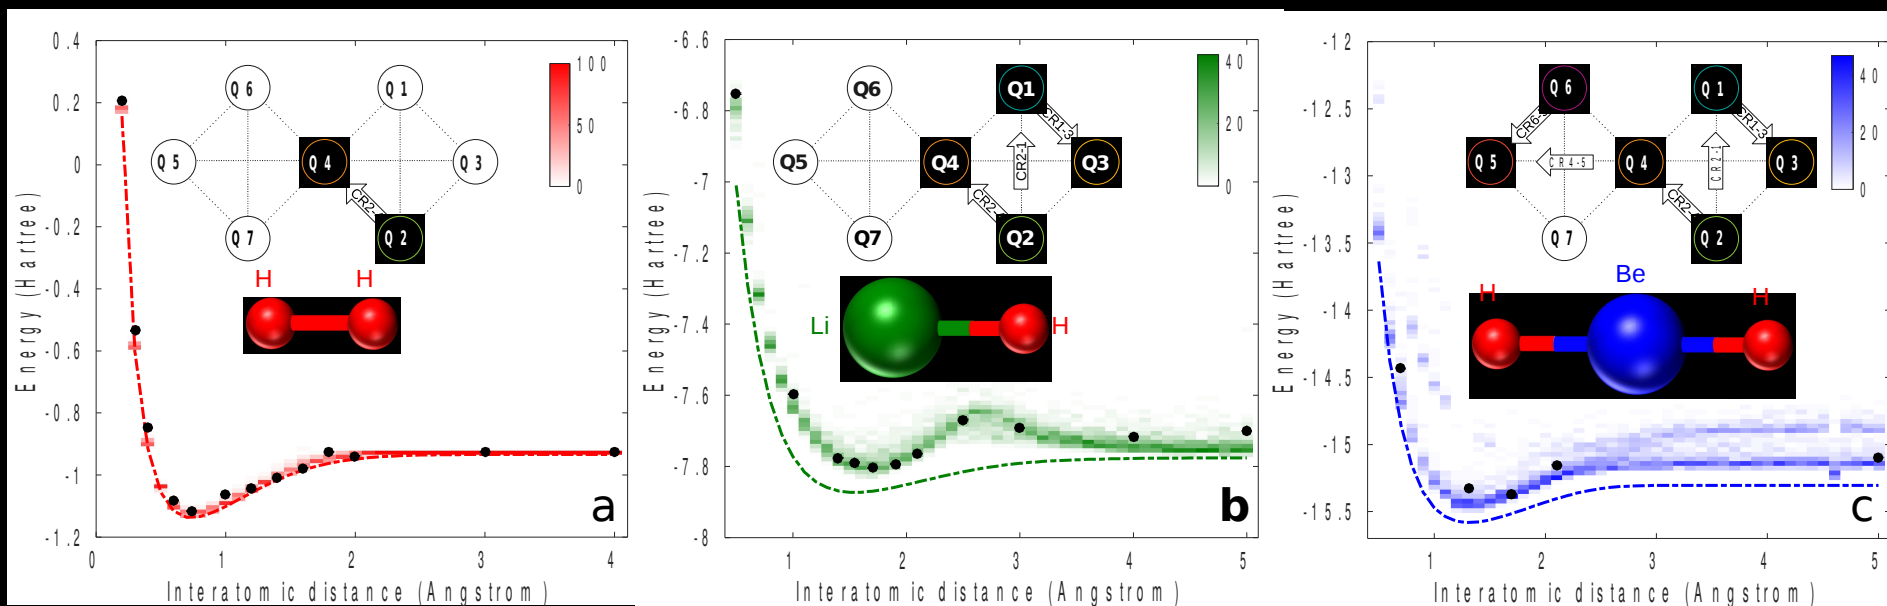 0.4
0.2
0
-0.2
-0.4
-0.6
-0.8
-1
-1.2
0
1
2
3
4
Energy (Hartree)
Interatomic distance (Angstrom)
100
50
0
Q6
Q1
Q5
Q4
Q3
Q7
Q2
CR2-
H H
a
-6.6
-6.8
-7
-7.2
-7.4
-7.6
-7.8
-8
1
2
3
4
5
Energy (Hartree)
Interatomic distance (Angstrom)
40
20
0
Q6
Q1
CR1-3
Q5
Q4
CR2-1
Q3
CR2-
Q7
Q2
Li
H
b
-12
-12.5
-13
-13.5
-14
-14.5
-15
-15.5
1
2
3
4
5
Energy (Hartree)
Interatomic distance (Angstrom)
40
20
0
Q6
Q1
CR6-
CR1-3
Q5
CR4-5
Q4
CR2-1
Q3
CR2-
Q7
Q2
H
Be
H
c